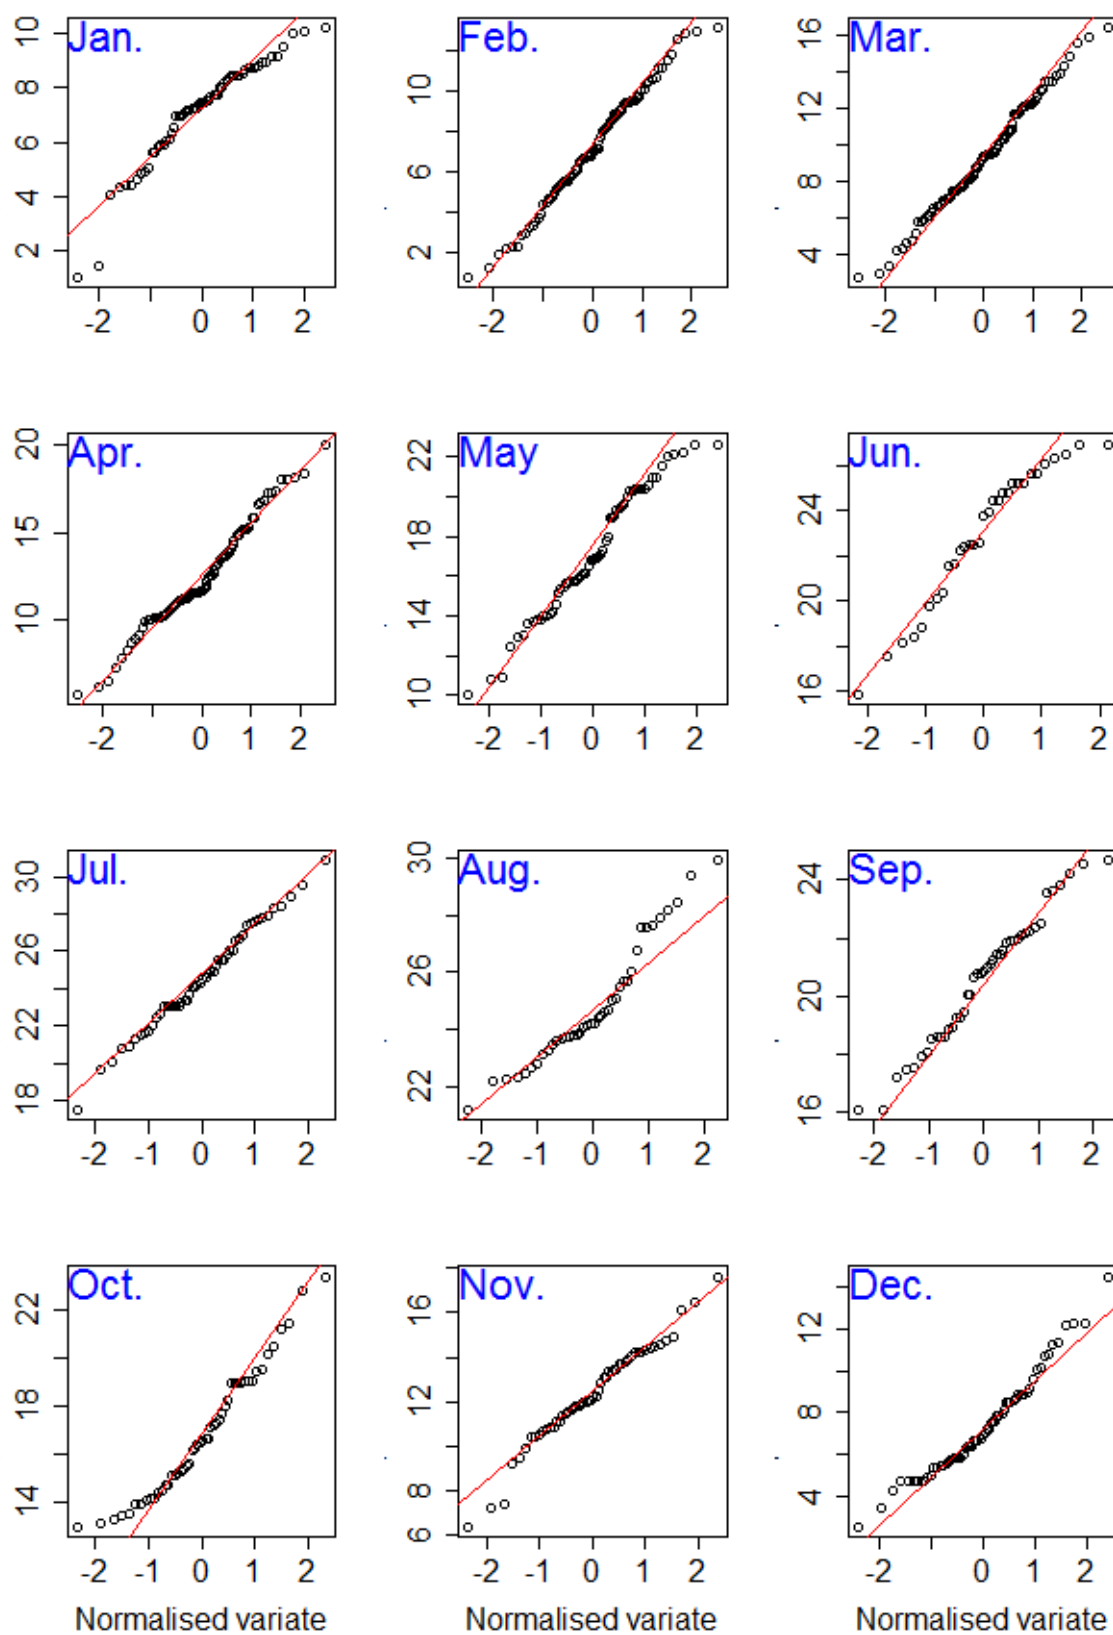 Jan. Feb. Mar.
10 8 6 4 2
10 6 2
16 12 8 4
-2 0 1 2 -2 0 1 2 -2 0 1 2
Apr. May Jun.
20 15 10
22 18 14 10
24 20 16
-2 0 1 2 -2 -1 0 1 2 -2 -1 0 1 2
Jul. Aug. Sep.
30 26 22 18
30 26 22
24 20 16
-2 -1 0 1 2 -2 -1 0 1 2 -2 -1 0 1 2
Oct. Nov. Dec.
22 18 14
16 12 8 6
12 8 4
-2 -1 0 1 2 -2 -1 0 1 2 -2 -1 0 1 2
Normalised variate Normalised variate Normalised variate